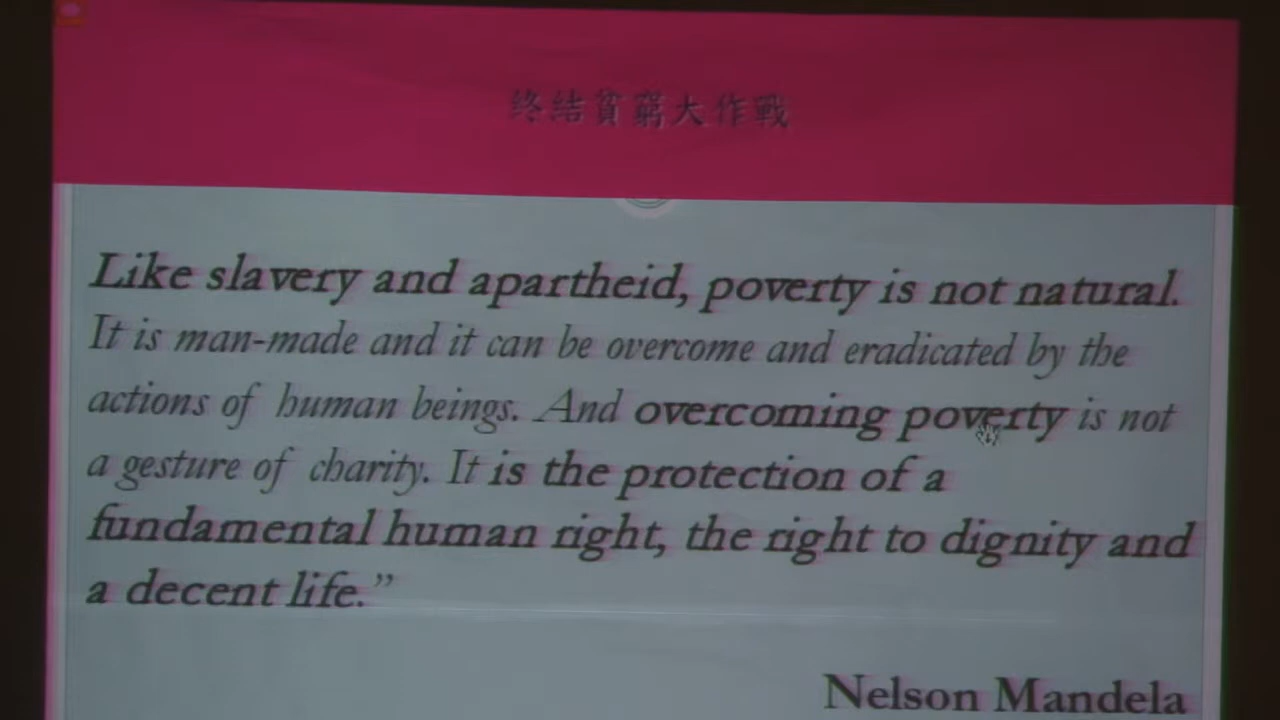 終結貧窮大作戰
Like slavery and apartheid, poverty is not natural.
It is man-made and it can be overcome and eradicated by the
actions of human beings. And overcoming poverty is not
a gesture of charity. It is the protection of a
fundamental human right, the right to dignity and
a decent life.”
Nelson Mandela